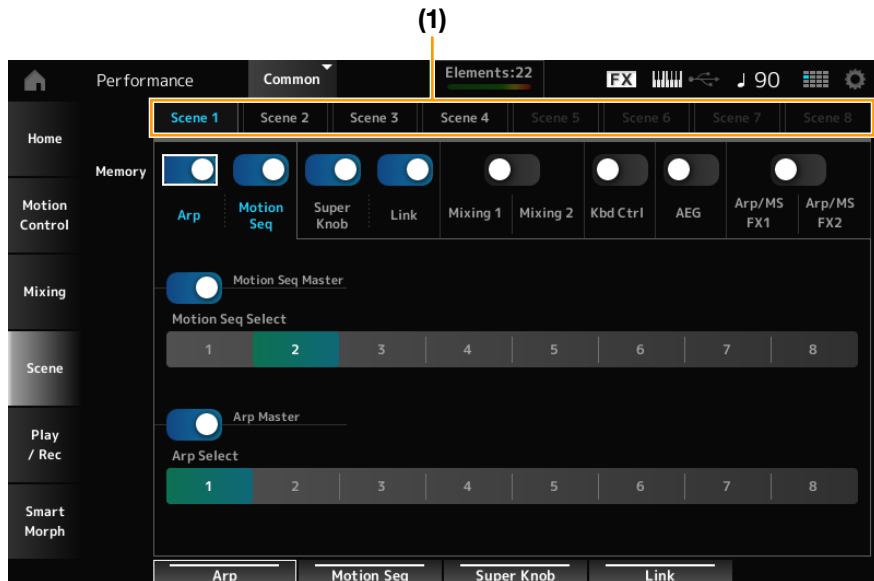 (1)
Performance Common Elements:22 FX 90
Scene 1 Scene 2 Scene 3 Scene 4 Scene 5 Scene 6 Scene 7 Scene 8
Home
Memory
Arp Motion Seq Super Knob Link Mixing 1 Mixing 2 Kbd Ctrl AEG Arp/MS FX1 Arp/MS FX2
Motion Control
Motion Seq Master
Mixing
Motion Seq Select
1 2 3 4 5 6 7 8
Scene
Arp Master
Play / Rec
Arp Select
1 2 3 4 5 6 7 8
Smart Morph
Arp Motion Seq Super Knob Link